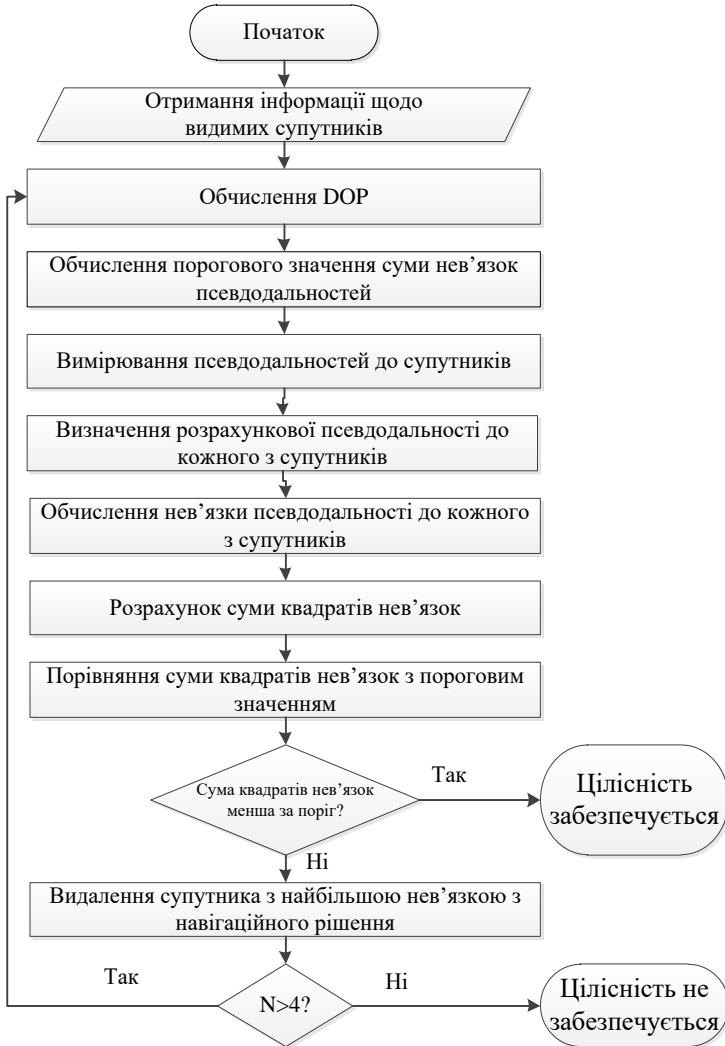 Початок
Отримання інформації щодо
видимих супутників
Обчислення DOP
Обчислення порогового значення суми нев’язок
псевдодальностей
Вимірювання псевдодальностей до супутників
Визначення розрахункової псевдодальності до
кожного з супутників
Обчислення нев’язки псевдодальності до кожного
з супутників
Розрахунок суми квадратів нев’язок
Порівняння суми квадратів нев’язок з пороговим
значенням
Сума квадратів нев’язок
менша за поріг?
Так
Цілісність
забезпечується
Ні
Видалення супутника з найбільшою нев’язкою з
навігаційного рішення
Так
N>4?
Ні
Цілісність не
забезпечується